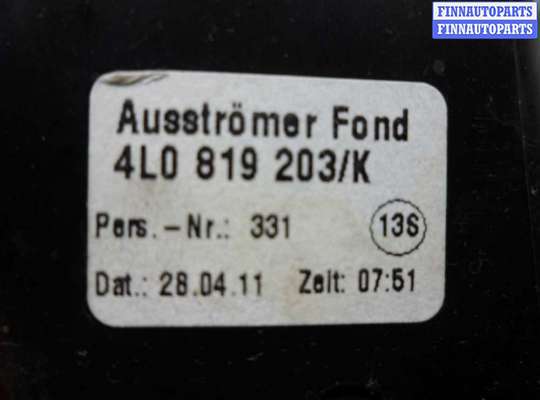 FINNAUTOPARTS
FINNAUTOPARTS
Ausströmer Fond
4L0 819 203/K
Pers.-Nr.: 331
13S
Dat.: 28.04.11 Zeit: 07:51